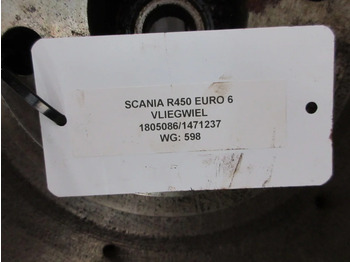 SCANIA R450 EURO 6
VLIEGWIEL
1805086/1471237
WG: 598